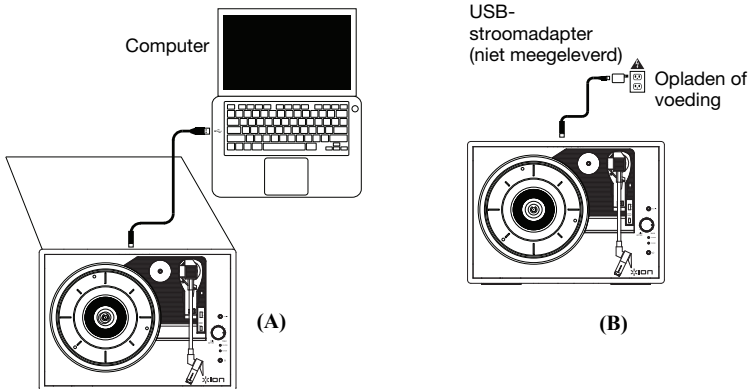 Computer
(A)
ion
USB-
stroomadapter
(niet meegeleverd)
Opladen of
voeding
(B)
ion